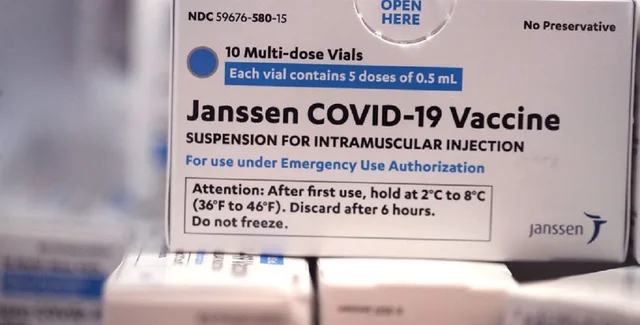 OPEN
HERE
NDC 59676-580-15
No Preservative
10 Multi-dose Vials
Each vial contains 5 doses of 0.5 mL
Janssen COVID-19 Vaccine
SUSPENSION FOR INTRAMUSCULAR INJECTION
For use under Emergency Use Authorization
Attention: After first use, hold at 2°C to 8°C
(36°F to 46°F). Discard after 6 hours.
Do not freeze.
janssen